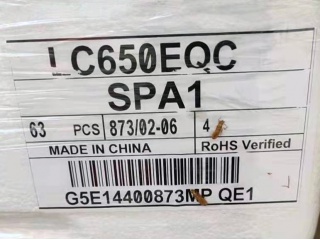 LC650EQC
SPA1
63 PCS 873/02-06 4
MADE IN CHINA RoHS Verified
G5E14400873MP QE1